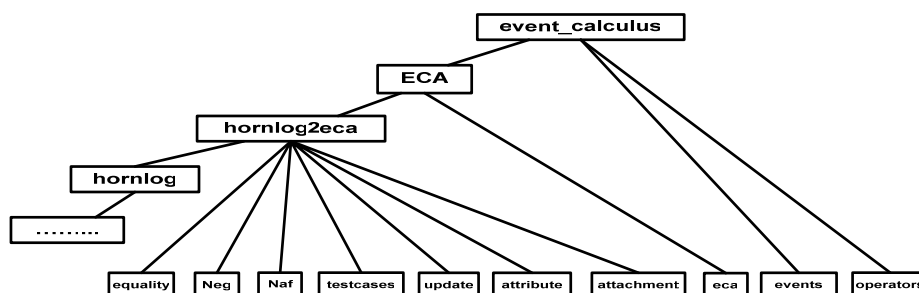 event_calculus
ECA
hornlog2eca
hornlog
.........
equality Neg Naf testcases update attribute attachment eca events operators